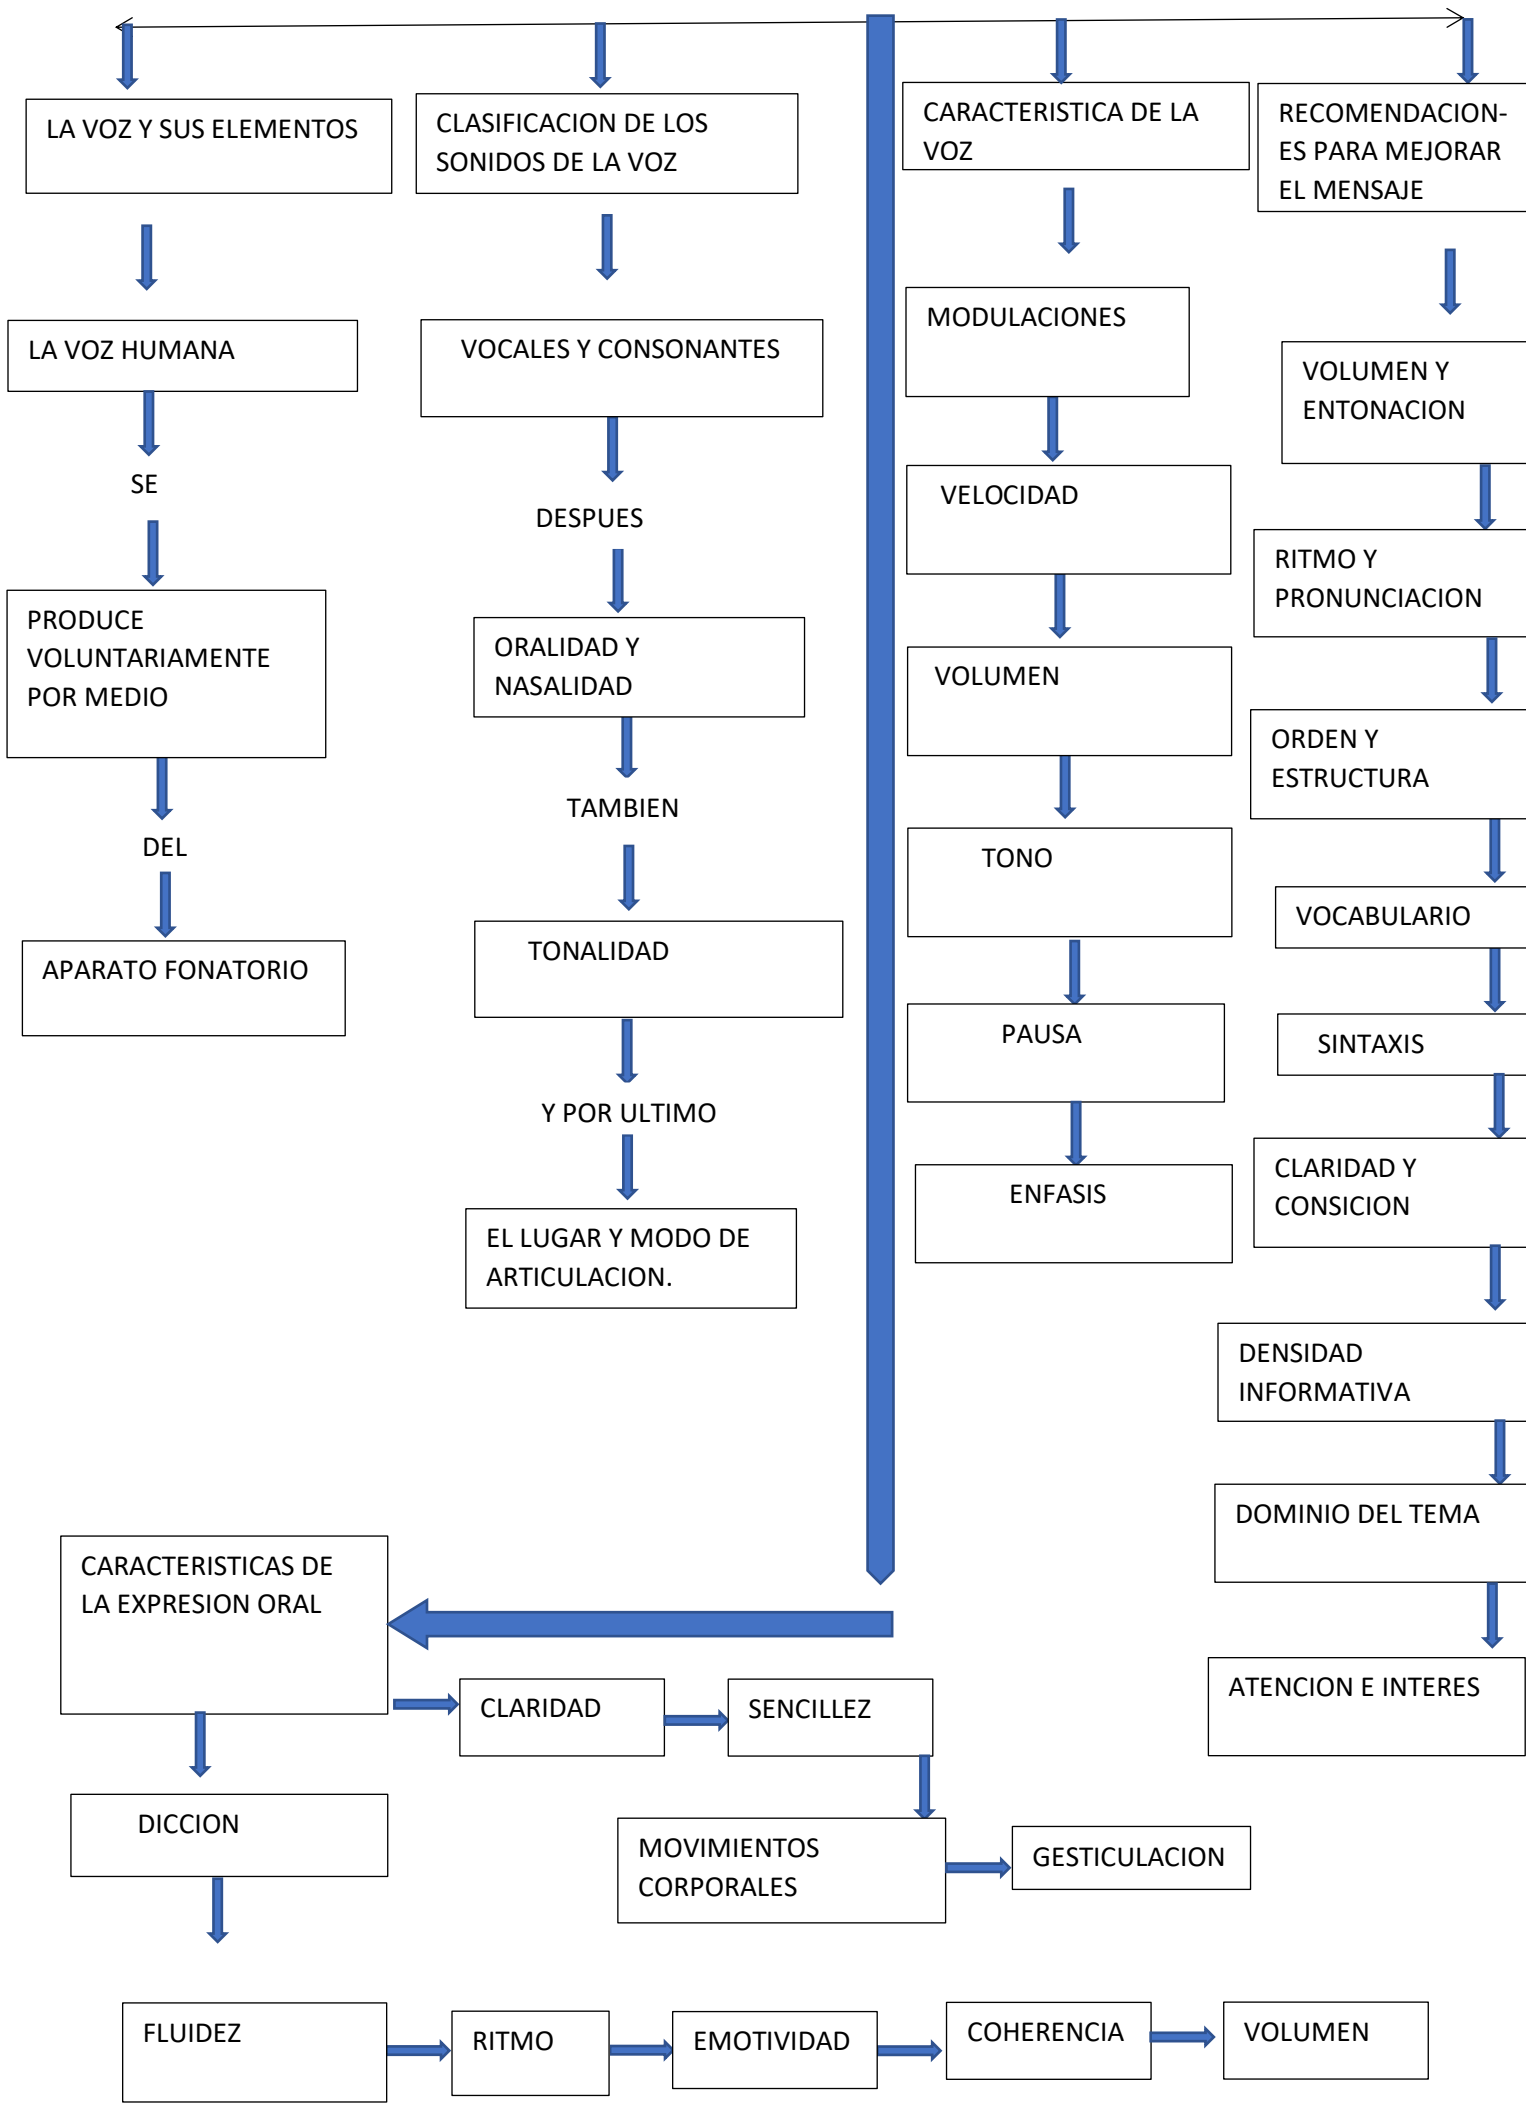 LA VOZ Y SUS ELEMENTOS
LA VOZ HUMANA
SE
PRODUCE
VOLUNTARIAMENTE
POR MEDIO
DEL
APARATO FONATORIO
CLASIFICACION DE LOS
SONIDOS DE LA VOZ
VOCALES Y CONSONANTES
DESPUES
ORALIDAD Y
NASALIDAD
TAMBIEN
TONALIDAD
Y POR ULTIMO
EL LUGAR Y MODO DE
ARTICULACION.
CARACTERISTICA DE LA
VOZ
MODULACIONES
VELOCIDAD
VOLUMEN
TONO
PAUSA
ENFASIS
RECOMENDACION-
ES PARA MEJORAR
EL MENSAJE
VOLUMEN Y
ENTONACION
RITMO Y
PRONUNCIACION
ORDEN Y
ESTRUCTURA
VOCABULARIO
SINTAXIS
CLARIDAD Y
CONSICION
DENSIDAD
INFORMATIVA
DOMINIO DEL TEMA
ATENCION E INTERES
CARACTERISTICAS DE
LA EXPRESION ORAL
CLARIDAD
SENCILLEZ
MOVIMIENTOS
CORPORALES
GESTICULACION
DICCION
FLUIDEZ
RITMO
EMOTIVIDAD
COHERENCIA
VOLUMEN